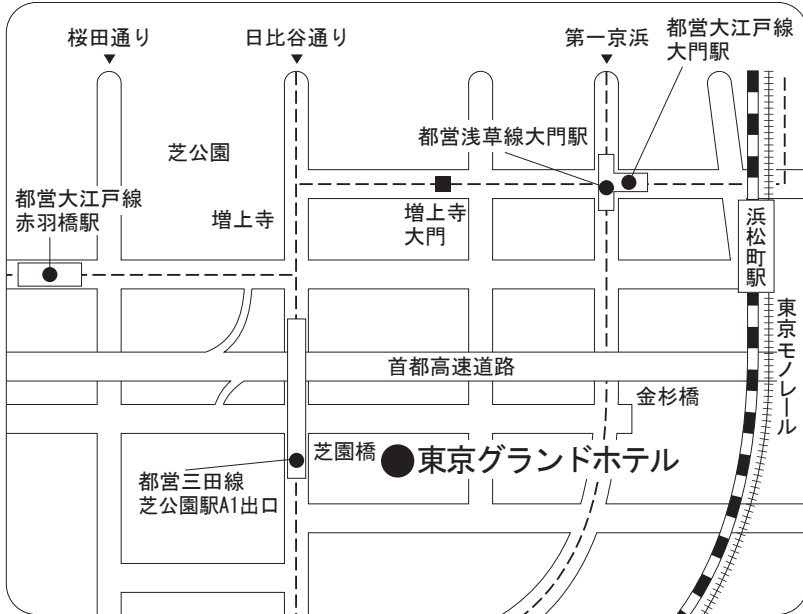 桜田通り
日比谷通り
第一京浜
都営大江戸線
大門駅
芝公園
都営浅草線大門駅
都営大江戸線
赤羽橋駅
増上寺
増上寺
大門
浜松町駅
東京モノレール
首都高速道路
金杉橋
芝園橋
東京グランドホテル
都営三田線
芝公園駅A1出口